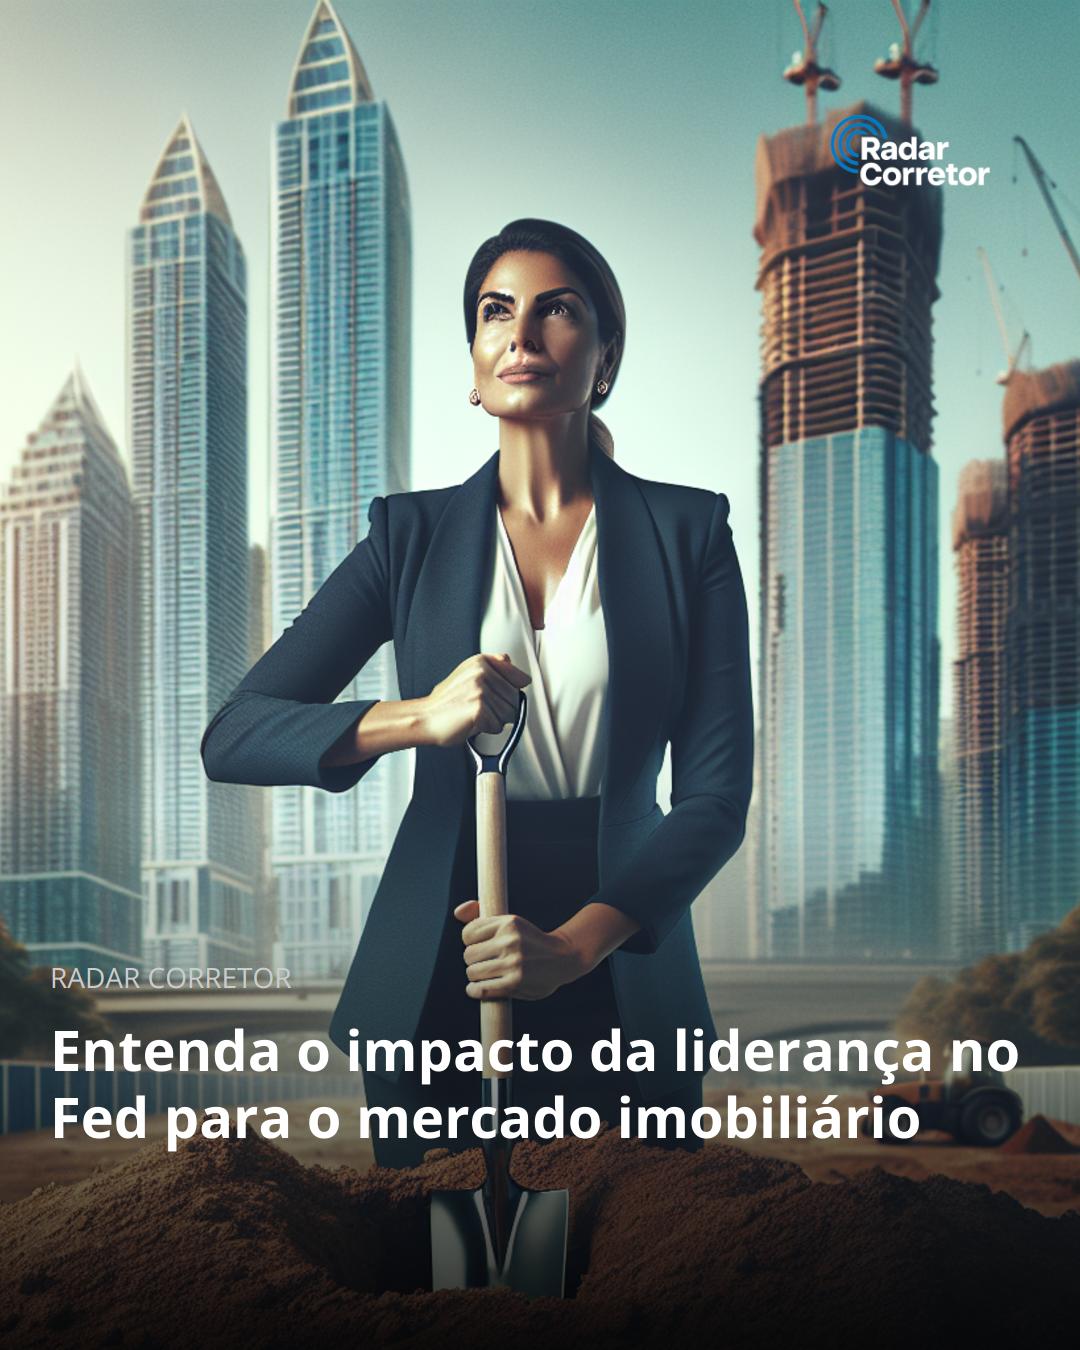 Radar
Corretor
RADAR CORRETOR
Entenda o impacto da liderança no
Fed para o mercado imobiliário